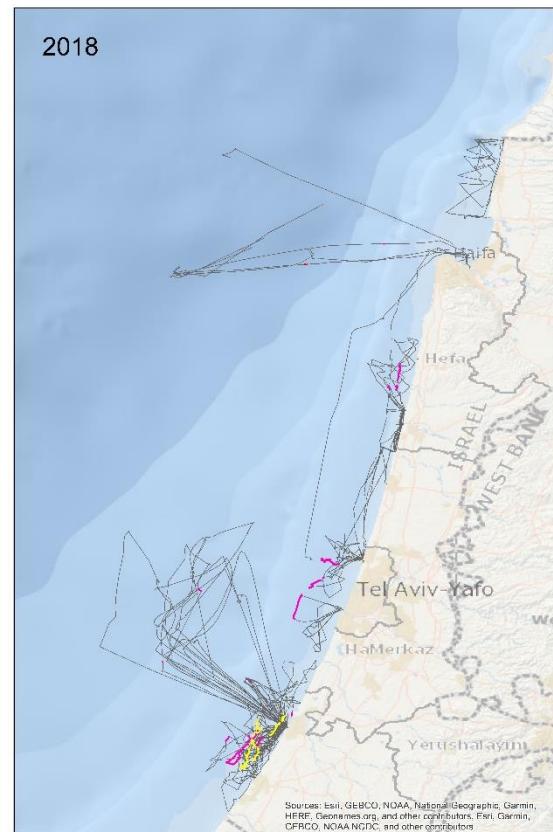 2018
Haifa
Hefa
ISRAEL
WEST BANK
Tel Aviv-Yafo
HaMerkaz
Yerushalayim
Sources: Esri, GEBCO, NOAA, National Geographic, Garmin,
HERE, Geonames.org, and other contributors, Esri, Garmin,
GEBCO, NOAA NGDC, and other contributors